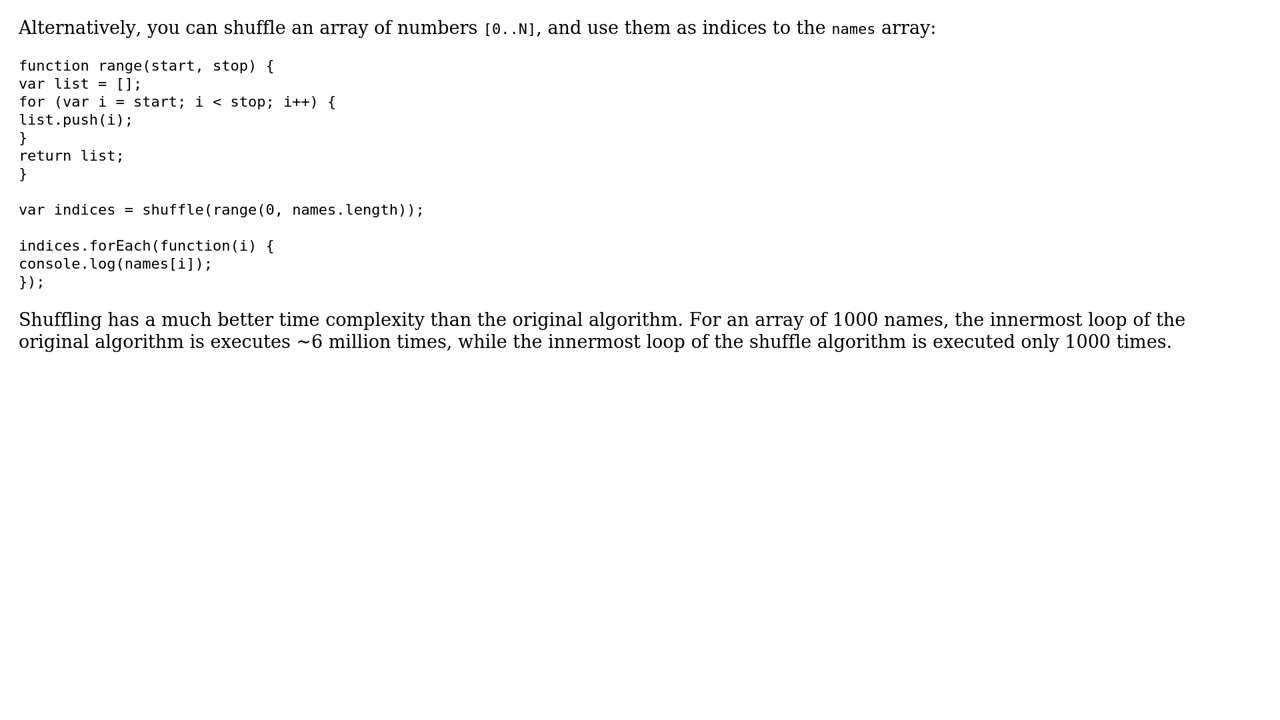 Alternatively, you can shuffle an array of numbers [0..N], and use them as indices to the names array:
function range(start, stop) {
var list = [];
for (var i = start; i < stop; i++) {
list.push(i);
}
return list;
}
var indices = shuffle(range(0, names.length));
indices.forEach(function(i) {
console.log(names[i]);
});
Shuffling has a much better time complexity than the original algorithm. For an array of 1000 names, the innermost loop of the
original algorithm is executes ~6 million times, while the innermost loop of the shuffle algorithm is executed only 1000 times.